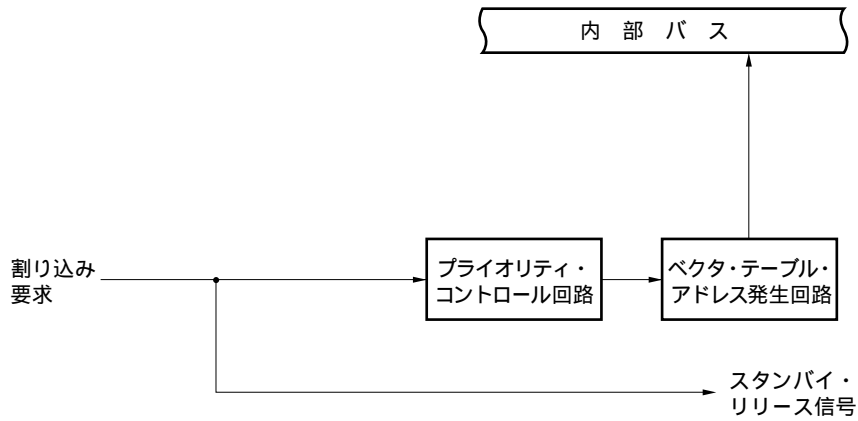 内 部 バ ス
割り込み
要求
プライオリティ・
コントロール回路
ベクタ・テーブル・
アドレス発生回路
スタンバイ・
リリース信号